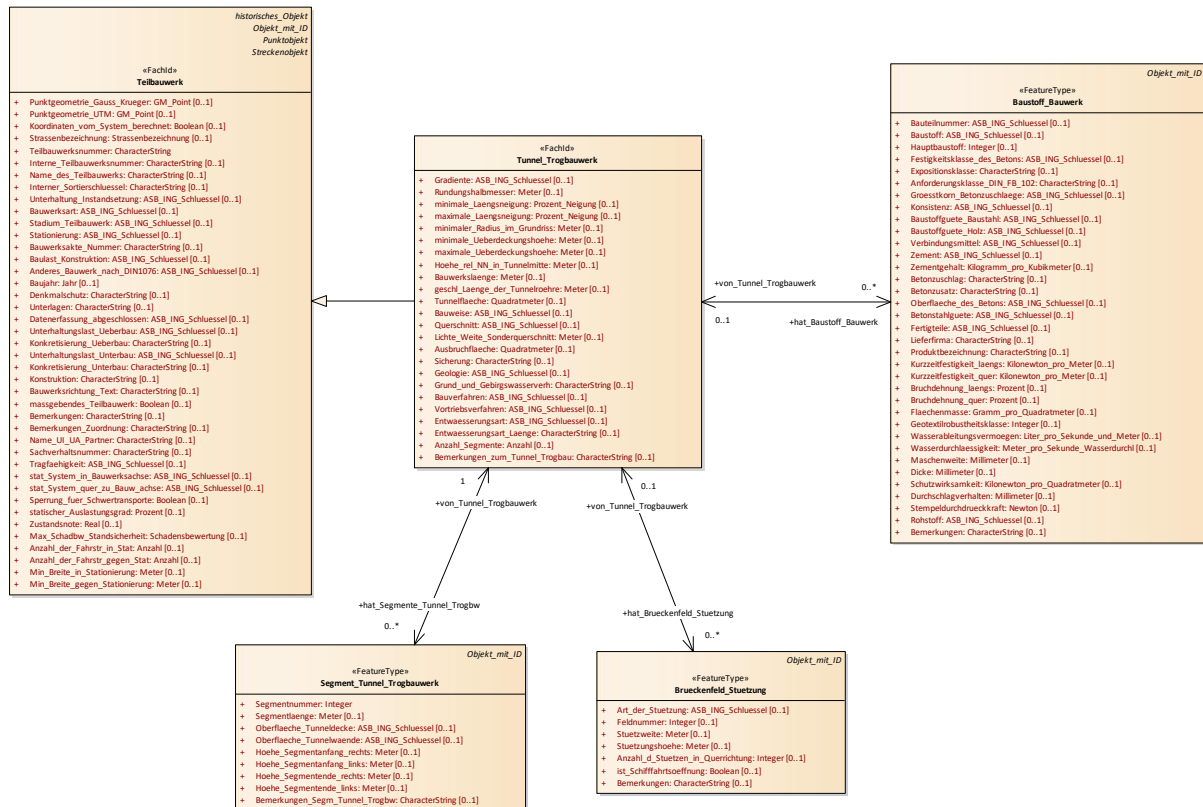 historisches_Objekt
Objekt_mit_ID
Punktobjekt
Streckenobjekt
«FachId»
Teilbauwerk
+ Punktgeometrie_Gauss_Krueger: GM_Point [0..1]
+ Punktgeometrie_UTM: GM_Point [0..1]
+ Koordinaten_vom_System_berechnet: Boolean [0..1]
+ Strassenbezeichnung: Strassenbezeichnung [0..1]
+ Teilbauwerksnummer: CharacterString
+ Interne_Teilbauwerksnummer: CharacterString [0..1]
+ Name_des_Teilbauwerks: CharacterString [0..1]
+ Interner_Sortierschluessel: CharacterString [0..1]
+ Unterhaltung_Instandsetzung: ASB_ING_Schluessel [0..1]
+ Bauwerksart: ASB_ING_Schluessel [0..1]
+ Stadium_Teilbauwerk: ASB_ING_Schluessel [0..1]
+ Stationierung: ASB_ING_Schluessel [0..1]
+ Bauwerksakte_Nummer: CharacterString [0..1]
+ Baulast_Konstruktion: ASB_ING_Schluessel [0..1]
+ Anderes_Bauwerk_nach_DIN1076: ASB_ING_Schluessel [0..1]
+ Baujahr: Jahr [0..1]
+ Denkmalschutz: CharacterString [0..1]
+ Unterlagen: CharacterString [0..1]
+ Datenerfassung_abgeschlossen: ASB_ING_Schluessel [0..1]
+ Unterhaltungslast_Ueberbau: ASB_ING_Schluessel [0..1]
+ Konkretisierung_Ueberbau: CharacterString [0..1]
+ Unterhaltungslast_Unterbau: ASB_ING_Schluessel [0..1]
+ Konkretisierung_Unterbau: CharacterString [0..1]
+ Konstruktion: CharacterString [0..1]
+ Bauwerksrichtung_Text: CharacterString [0..1]
+ massgebendes_Teilbauwerk: Boolean [0..1]
+ Bemerkungen: CharacterString [0..1]
+ Bemerkungen_Zuordnung: CharacterString [0..1]
+ Name_UI_UA_Partner: CharacterString [0..1]
+ Sachverhaltsnummer: CharacterString [0..1]
+ Tragfaehigkeit: ASB_ING_Schluessel [0..1]
+ stat_System_in_Bauwerksachse: ASB_ING_Schluessel [0..1]
+ stat_System_quer_zu_Bauw_achse: ASB_ING_Schluessel [0..1]
+ Sperrung_fuer_Schwertransporte: Boolean [0..1]
+ statischer_Auslastungsgrad: Prozent [0..1]
+ Zustandsnote: Real [0..1]
+ Max_Schadbw_Standsicherheit: Schadensbewertung [0..1]
+ Anzahl_der_Fahrstr_in_Stat: Anzahl [0..1]
+ Anzahl_der_Fahrstr_gegen_Stat: Anzahl [0..1]
+ Min_Breite_in_Stationierung: Meter [0..1]
+ Min_Breite_gegen_Stationierung: Meter [0..1]
«FachId»
Tunnel_Trogbauwerk
+ Gradiente: ASB_ING_Schluessel [0..1]
+ Rundungshalbmesser: Meter [0..1]
+ minimale_Laengsneigung: Prozent_Neigung [0..1]
+ maximale_Laengsneigung: Prozent_Neigung [0..1]
+ minimaler_Radius_im_Grundriss: Meter [0..1]
+ minimale_Ueberdeckungshoehe: Meter [0..1]
+ maximale_Ueberdeckungshoehe: Meter [0..1]
+ Hoehe_rel_NN_in_Tunnelmitte: Meter [0..1]
+ Bauwerkslaenge: Meter [0..1]
+ geschl_Laenge_der_Tunnelroehre: Meter [0..1]
+ Tunnelflaeche: Quadratmeter [0..1]
+ Bauweise: ASB_ING_Schluessel [0..1]
+ Querschnitt: ASB_ING_Schluessel [0..1]
+ Lichte_Weite_Sonderquerschnitt: Meter [0..1]
+ Ausbruchflaeche: Quadratmeter [0..1]
+ Sicherung: CharacterString [0..1]
+ Geologie: ASB_ING_Schluessel [0..1]
+ Grund_und_Gebirgswasserverh: CharacterString [0..1]
+ Bauverfahren: ASB_ING_Schluessel [0..1]
+ Vortriebsverfahren: ASB_ING_Schluessel [0..1]
+ Entwaesserungsart: ASB_ING_Schluessel [0..1]
+ Entwaesserungsart_Laenge: CharacterString [0..1]
+ Anzahl_Segmente: Anzahl [0..1]
+ Bemerkungen_zum_Tunnel_Trogbau: CharacterString [0..1]
+von_Tunnel_Trogbauwerk
0..*
0..1
+hat_Baustoff_Bauwerk
Objekt_mit_ID
«FeatureType»
Baustoff_Bauwerk
+ Bauteilnummer: ASB_ING_Schluessel [0..1]
+ Baustoff: ASB_ING_Schluessel [0..1]
+ Hauptbaustoff: Integer [0..1]
+ Festigkeitsklasse_des_Betons: ASB_ING_Schluessel [0..1]
+ Expositionsklasse: CharacterString [0..1]
+ Anforderungsklasse_DIN_FB_102: CharacterString [0..1]
+ Groesstkorn_Betonzuschlaege: ASB_ING_Schluessel [0..1]
+ Konsistenz: ASB_ING_Schluessel [0..1]
+ Baustoffguete_Baustahl: ASB_ING_Schluessel [0..1]
+ Baustoffguete_Holz: ASB_ING_Schluessel [0..1]
+ Verbindungsmittel: ASB_ING_Schluessel [0..1]
+ Zement: ASB_ING_Schluessel [0..1]
+ Zementgehalt: Kilogramm_pro_Kubikmeter [0..1]
+ Betonzuschlag: CharacterString [0..1]
+ Betonzusatz: CharacterString [0..1]
+ Oberflaeche_des_Betons: ASB_ING_Schluessel [0..1]
+ Betonstahlguete: ASB_ING_Schluessel [0..1]
+ Fertigteile: ASB_ING_Schluessel [0..1]
+ Lieferfirma: CharacterString [0..1]
+ Produktbezeichnung: CharacterString [0..1]
+ Kurzzeitfestigkeit_laengs: Kilonewton_pro_Meter [0..1]
+ Kurzzeitfestigkeit_quer: Kilonewton_pro_Meter [0..1]
+ Bruchdehnung_laengs: Prozent [0..1]
+ Bruchdehnung_quer: Prozent [0..1]
+ Flaechenmasse: Gramm_pro_Quadratmeter [0..1]
+ Geotextilrobustheitsklasse: Integer [0..1]
+ Wasserableitungsvermoegen: Liter_pro_Sekunde_und_Meter [0..1]
+ Wasserdurchlaessigkeit: Meter_pro_Sekunde_Wasserdurchl [0..1]
+ Maschenweite: Millimeter [0..1]
+ Dicke: Millimeter [0..1]
+ Schutzwirksamkeit: Kilonewton_pro_Quadratmeter [0..1]
+ Durchschlagverhalten: Millimeter [0..1]
+ Stempeldurchdrueckkraft: Newton [0..1]
+ Rohstoff: ASB_ING_Schluessel [0..1]
+ Bemerkungen: CharacterString [0..1]
1
+von_Tunnel_Trogbauwerk
+hat_Segmente_Tunnel_Trogbw
0..*
0..1
+von_Tunnel_Trogbauwerk
+hat_Brueckenfeld_Stuetzung
0..*
Objekt_mit_ID
«FeatureType»
Segment_Tunnel_Trogbauwerk
+ Segmentnummer: Integer
+ Segmentlaenge: Meter [0..1]
+ Oberflaeche_Tunneldecke: ASB_ING_Schluessel [0..1]
+ Oberflaeche_Tunnelwaende: ASB_ING_Schluessel [0..1]
+ Hoehe_Segmentanfang_rechts: Meter [0..1]
+ Hoehe_Segmentanfang_links: Meter [0..1]
+ Hoehe_Segmentende_rechts: Meter [0..1]
+ Hoehe_Segmentende_links: Meter [0..1]
+ Bemerkungen_Segm_Tunnel_Trogbw: CharacterString [0..1]
Objekt_mit_ID
«FeatureType»
Brueckenfeld_Stuetzung
+ Art_der_Stuetzung: ASB_ING_Schluessel [0..1]
+ Feldnummer: Integer [0..1]
+ Stuetzweite: Meter [0..1]
+ Stuetzungshoehe: Meter [0..1]
+ Anzahl_d_Stuetzen_in_Querrichtung: Integer [0..1]
+ ist_Schifffahrtsoeffnung: Boolean [0..1]
+ Bemerkungen: CharacterString [0..1]